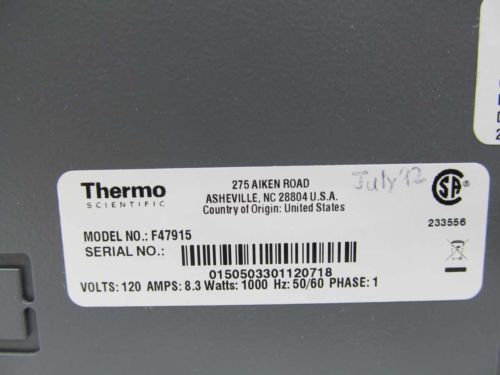 Thermo
SCIENTIFIC
275 AIKEN ROAD
ASHEVILLE, NC 28804 U.S.A.
Country of Origin: United States
July '12
233556
MODEL NO.: F47915
SERIAL NO.:
0150503301120718
VOLTS: 120 AMPS: 8.3 Watts: 1000 Hz: 50/60 PHASE: 1